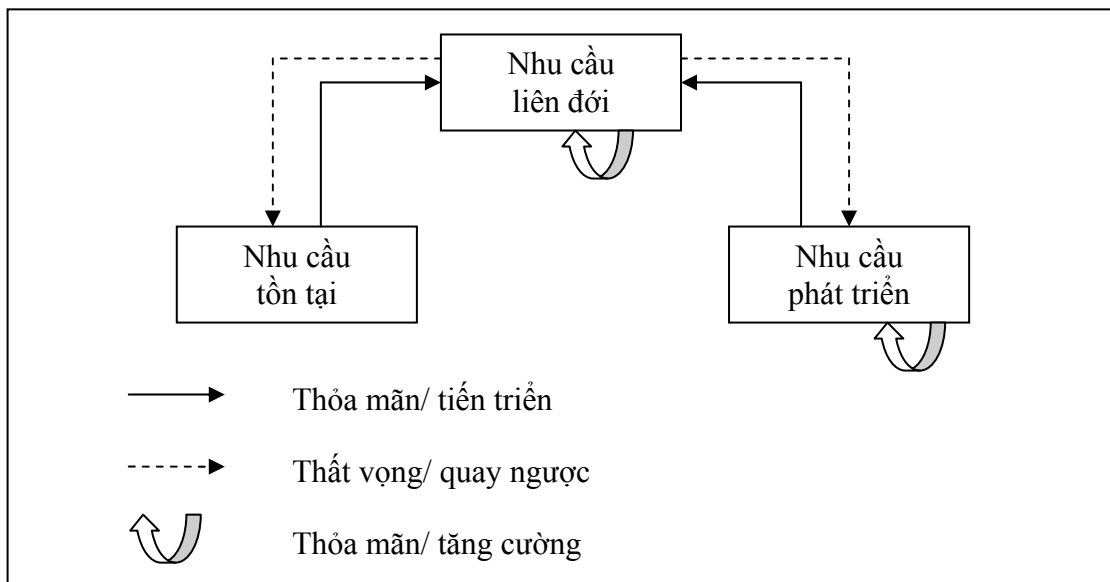 Nhu cầu
liên đới
Nhu cầu
tồn tại
Nhu cầu
phát triển
Thỏa mãn/ tiến triển
Thất vọng/ quay ngược
Thỏa mãn/ tăng cường